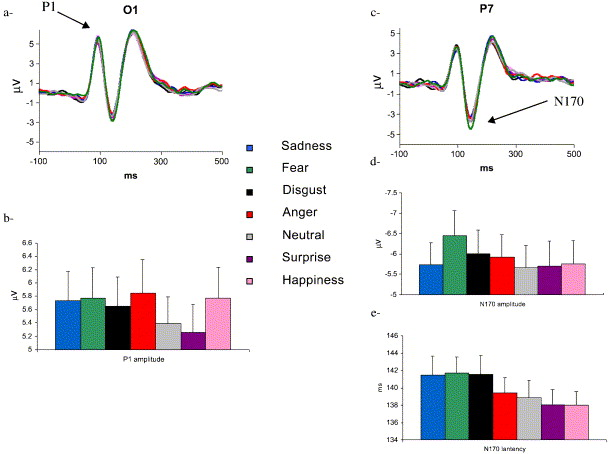 a-
O1
P1
μV
5
3
1
-1
-3
-5
-100
100
300
500
ms
c-
P7
N170
μV
5
3
1
-1
-3
-5
-100
100
300
500
ms
Sadness
Fear
Disgust
Anger
Neutral
Surprise
Happiness
b-
μV
6.6
6.4
6.2
6
5.8
5.6
5.4
5.2
5
P1 amplitude
d-
μV
-7.5
-7
-6.5
-6
-5.5
-5
N170 amplitude
e-
ms
146
144
142
140
138
136
134
N170 lantency